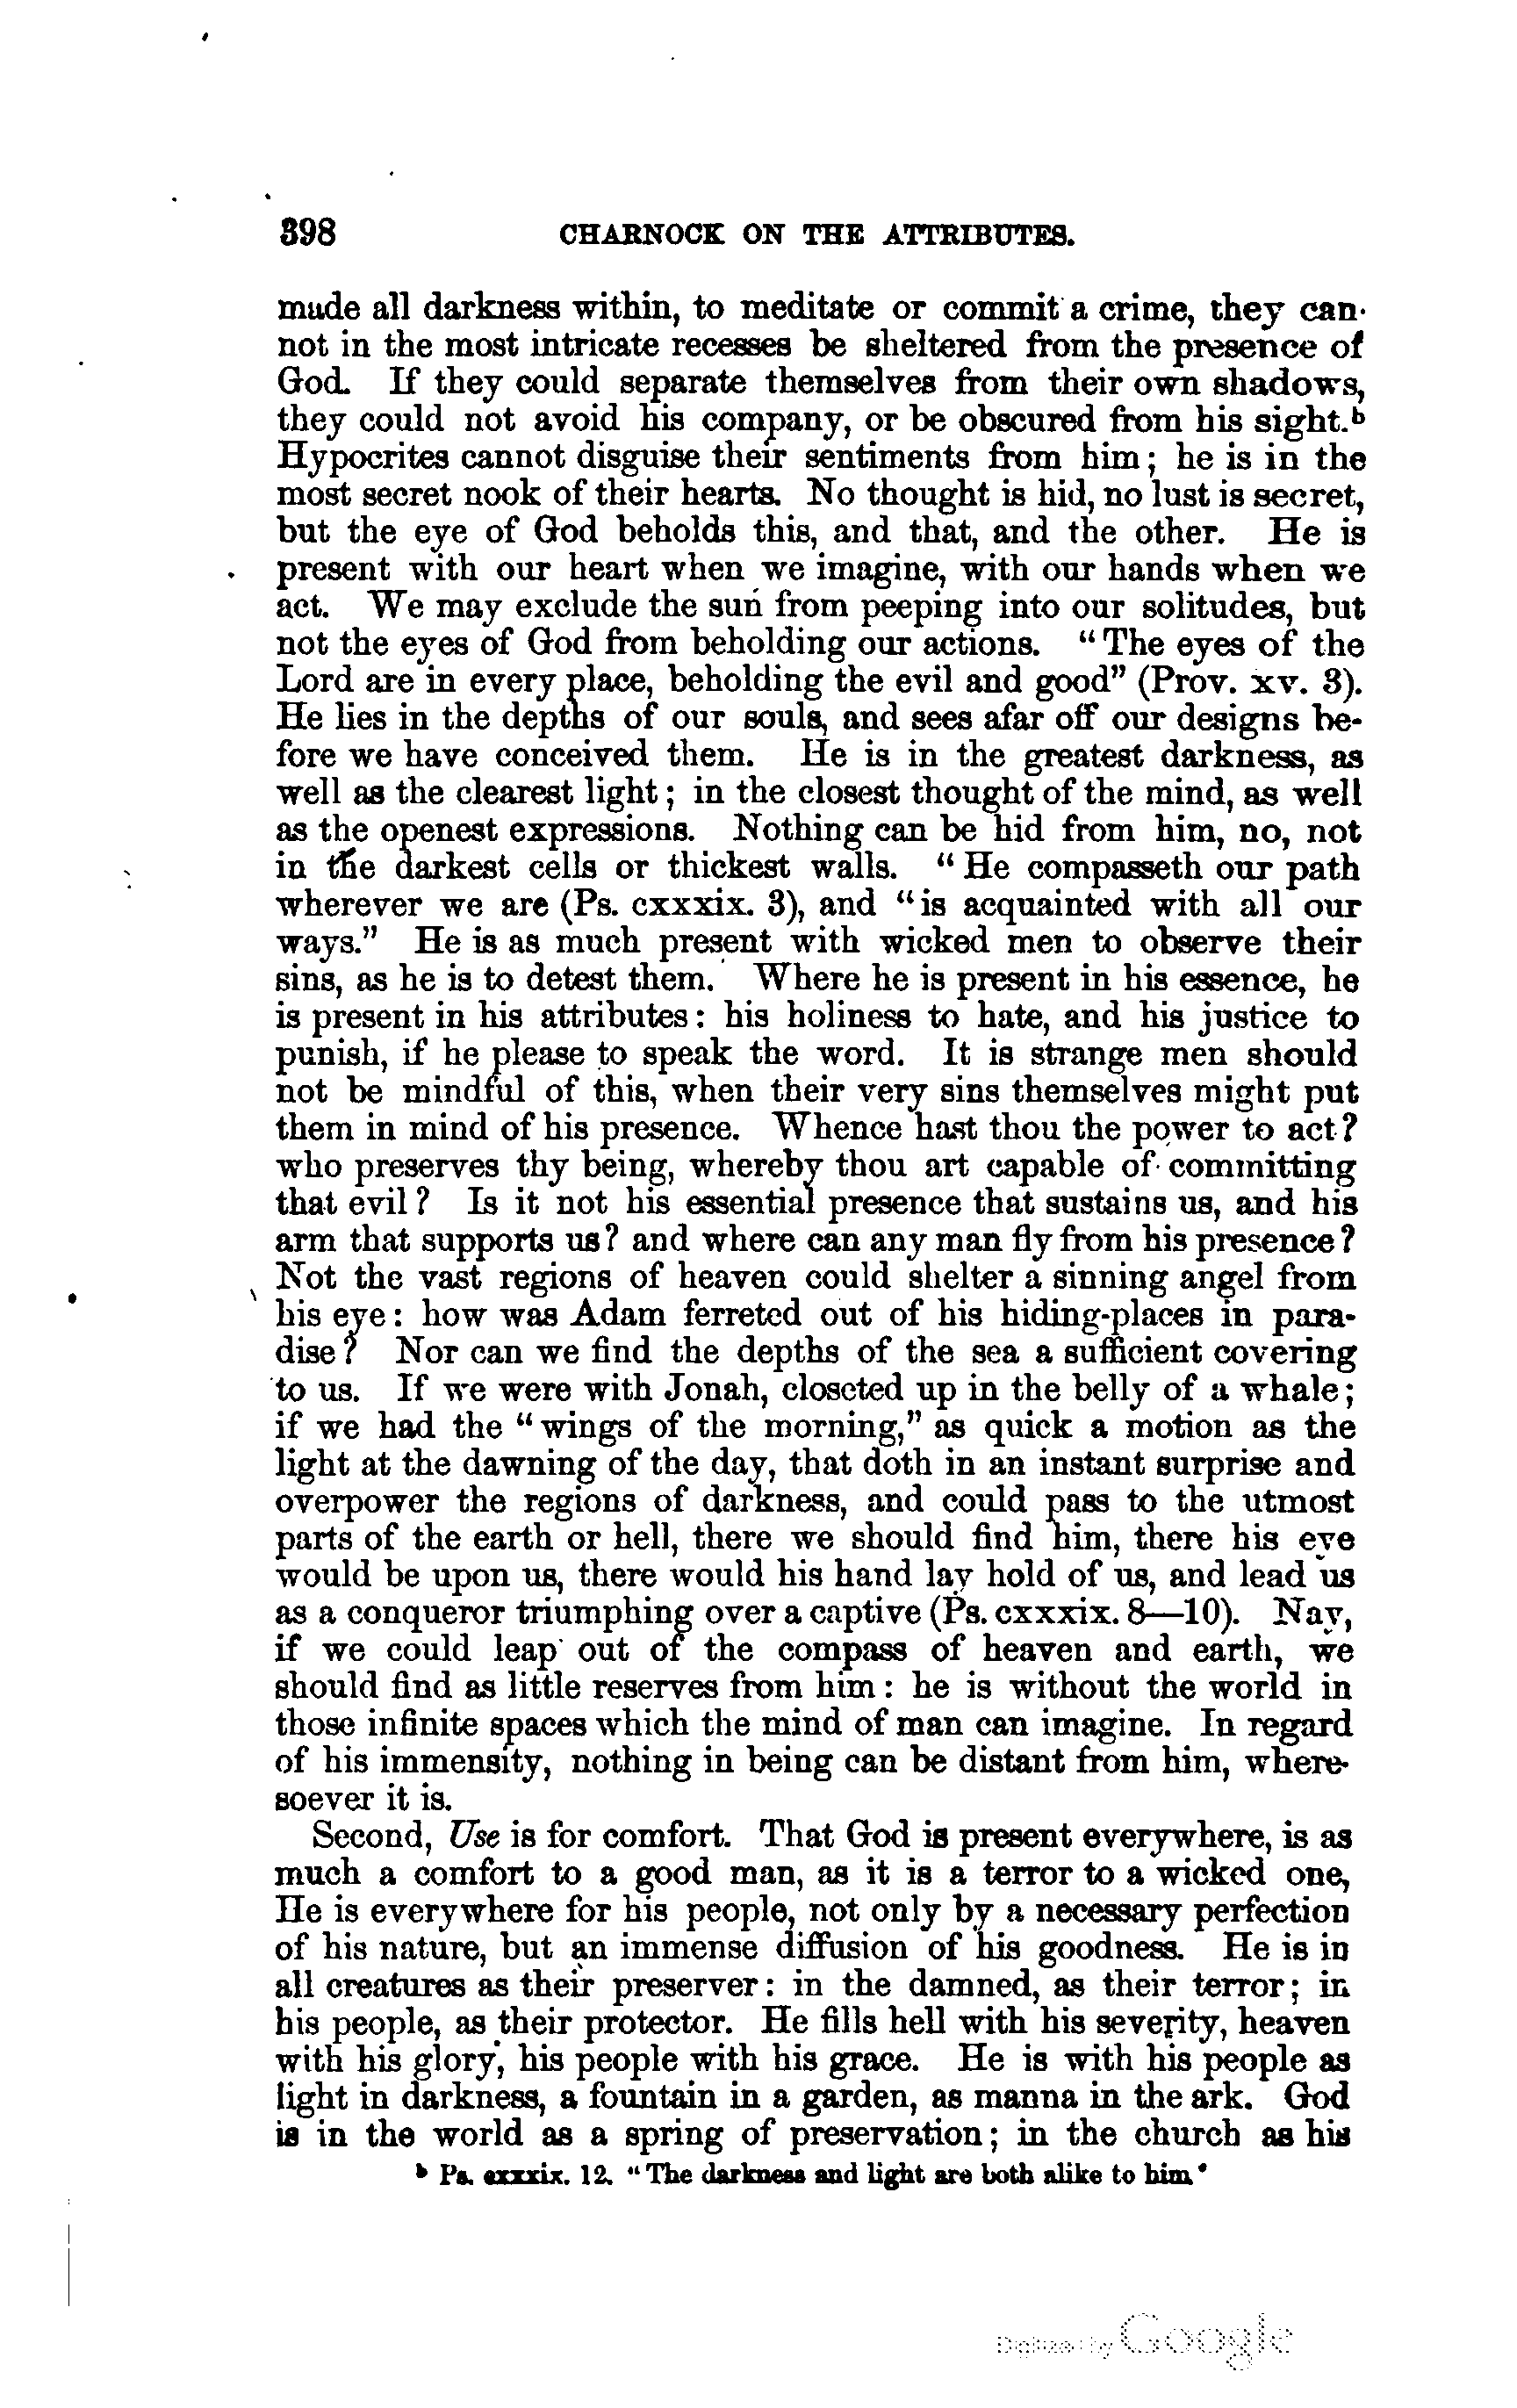 398 CHARNOCK ON THE ATTRIBUTES.
made all darkness within, to meditate or commit a crime, they can-
not in the most intricate recesses be sheltered from the presence of
God. If they could separate themselves from their own shadows,
they could not avoid his company, or be obscured from his sight.ᵇ
Hypocrites cannot disguise their sentiments from him; he is in the
most secret nook of their hearts. No thought is hid, no lust is secret,
but the eye of God beholds this, and that, and the other. He is
present with our heart when we imagine, with our hands when we
act. We may exclude the sun from peeping into our solitudes, but
not the eyes of God from beholding our actions. “The eyes of the
Lord are in every place, beholding the evil and good” (Prov. xv. 3).
He lies in the depths of our souls, and sees afar off our designs be-
fore we have conceived them. He is in the greatest darkness, as
well as the clearest light; in the closest thought of the mind, as well
as the openest expressions. Nothing can be hid from him, no, not
in the darkest cells or thickest walls. “He compasseth our path
wherever we are (Ps. cxxxix. 3), and “is acquainted with all our
ways.” He is as much present with wicked men to observe their
sins, as he is to detest them. Where he is present in his essence, he
is present in his attributes: his holiness to hate, and his justice to
punish, if he please to speak the word. It is strange men should
not be mindful of this, when their very sins themselves might put
them in mind of his presence. Whence hast thou the power to act?
who preserves thy being, whereby thou art capable of committing
that evil? Is it not his essential presence that sustains us, and his
arm that supports us? and where can any man fly from his presence?
Not the vast regions of heaven could shelter a sinning angel from
his eye: how was Adam ferreted out of his hiding-places in para-
dise? Nor can we find the depths of the sea a sufficient covering
to us. If we were with Jonah, closeted up in the belly of a whale;
if we had the “wings of the morning,” as quick a motion as the
light at the dawning of the day, that doth in an instant surprise and
overpower the regions of darkness, and could pass to the utmost
parts of the earth or hell, there we should find him, there his eye
would be upon us, there would his hand lay hold of us, and lead us
as a conqueror triumphing over a captive (Ps. cxxxix. 8—10). Nay,
if we could leap out of the compass of heaven and earth, we
should find as little reserves from him: he is without the world in
those infinite spaces which the mind of man can imagine. In regard
of his immensity, nothing in being can be distant from him, where-
soever it is.
Second, Use is for comfort. That God is present everywhere, is as
much a comfort to a good man, as it is a terror to a wicked one,
He is everywhere for his people, not only by a necessary perfection
of his nature, but an immense diffusion of his goodness. He is in
all creatures as their preserver: in the damned, as their terror; in
his people, as their protector. He fills hell with his severity, heaven
with his glory, his people with his grace. He is with his people as
light in darkness, a fountain in a garden, as manna in the ark. God
is in the world as a spring of preservation; in the church as his
ᵇ Ps. cxxxix. 12. “The darkness and light are both alike to him”
Digitized by Google